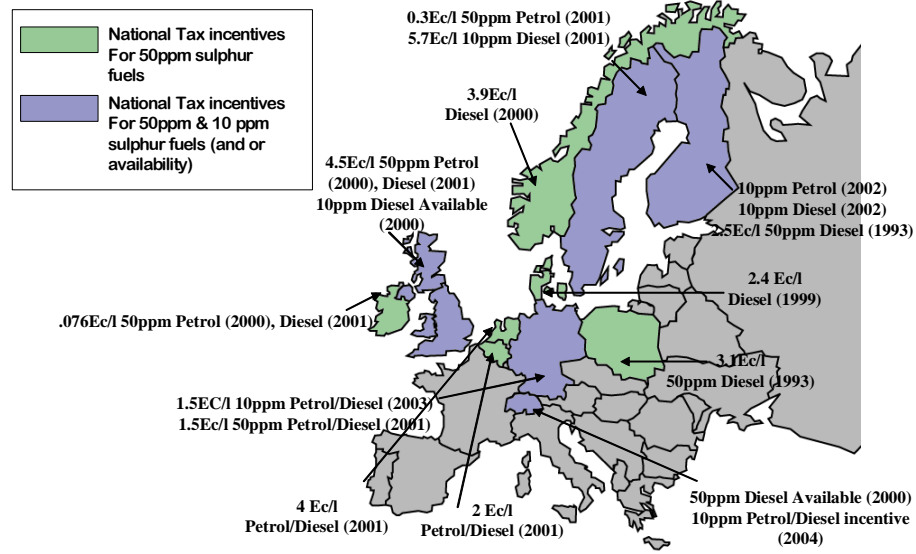 National Tax incentives
For 50ppm sulphur
fuels
National Tax incentives
For 50ppm & 10 ppm
sulphur fuels (and or
availability)
0.3Ec/l 50ppm Petrol (2001)
5.7Ec/l 10ppm Diesel (2001)
3.9Ec/l
Diesel (2000)
4.5Ec/l 50ppm Petrol
(2000), Diesel (2001)
10ppm Diesel Available
(2000)
10ppm Petrol (2002)
10ppm Diesel (2002)
2.5Ec/l 50ppm Diesel (1993)
2.4 Ec/l
Diesel (1999)
.076Ec/l 50ppm Petrol (2000), Diesel (2001)
3.1Ec/l
50ppm Diesel (1993)
1.5EC/l 10ppm Petrol/Diesel (2003)
1.5Ec/l 50ppm Petrol/Diesel (2001)
4 Ec/l
Petrol/Diesel
(2001)
2 Ec/l
Petrol/Diesel (2001)
50ppm Diesel Available (2000)
10ppm Petrol/Diesel incentive
(2004)